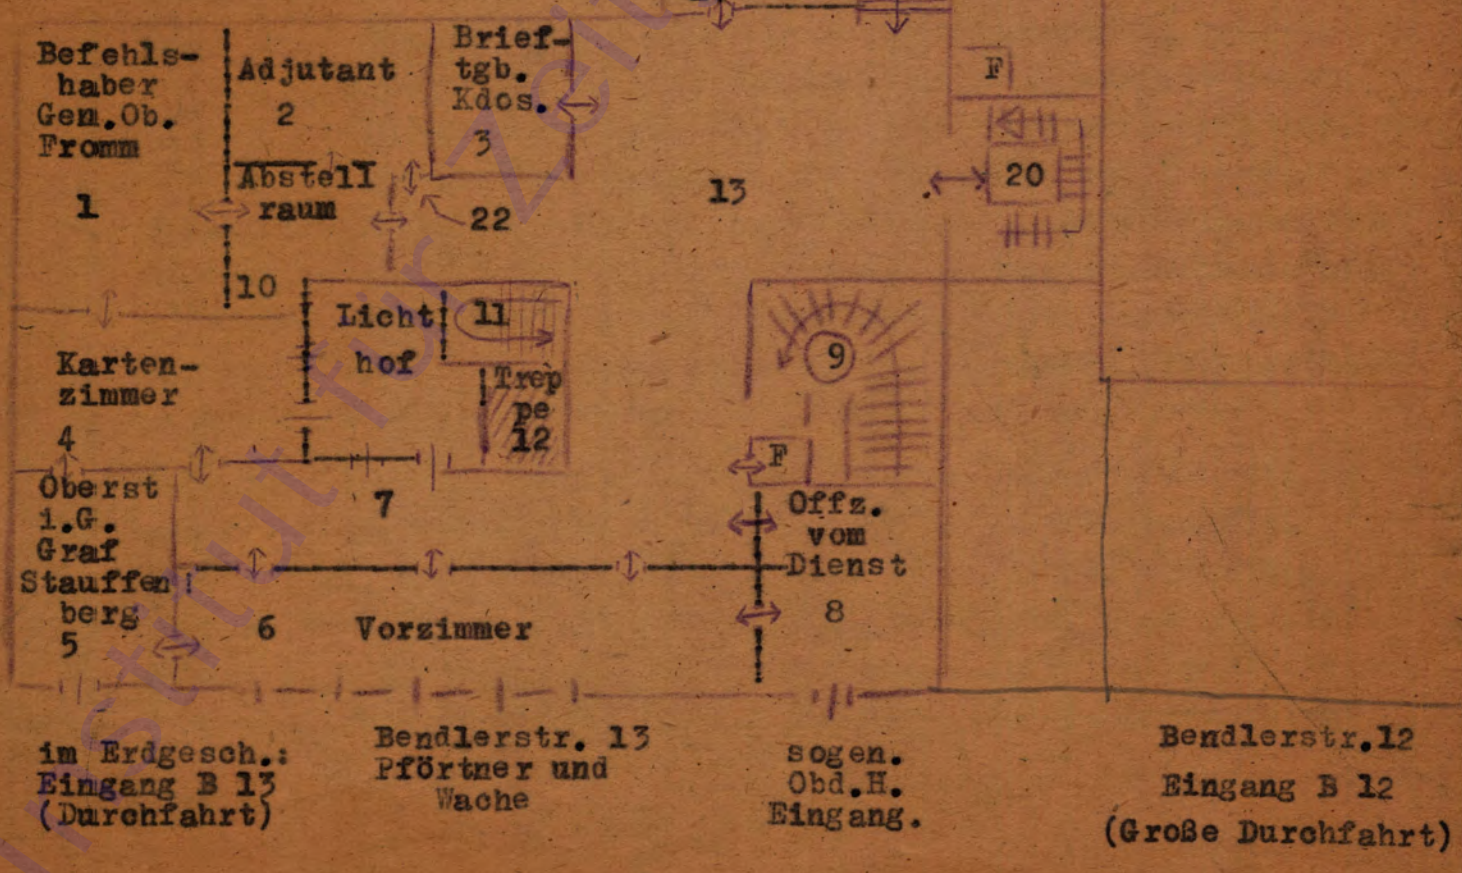 Befehls-
haber
Gen.Ob.
Fromm
1
Adjutant
2
Abstell
raum
10
Brief-
tgb.
Kdos.
3
22
13
F
20
Licht
hof
11
Trep
pe
12
9
F
Karten-
zimmer
4
Oberst
i.G.
Graf
Stauffen
berg
5
7
6 Vorzimmer
Offz.
vom
Dienst
8
im Erdgesch.:
Eingang B 13
(Durchfahrt)
Bendlerstr. 13
Pförtner und
Wache
sogen.
Obd.H.
Eingang.
Bendlerstr.12
Eingang B 12
(Große Durchfahrt)
Institut für Zeit